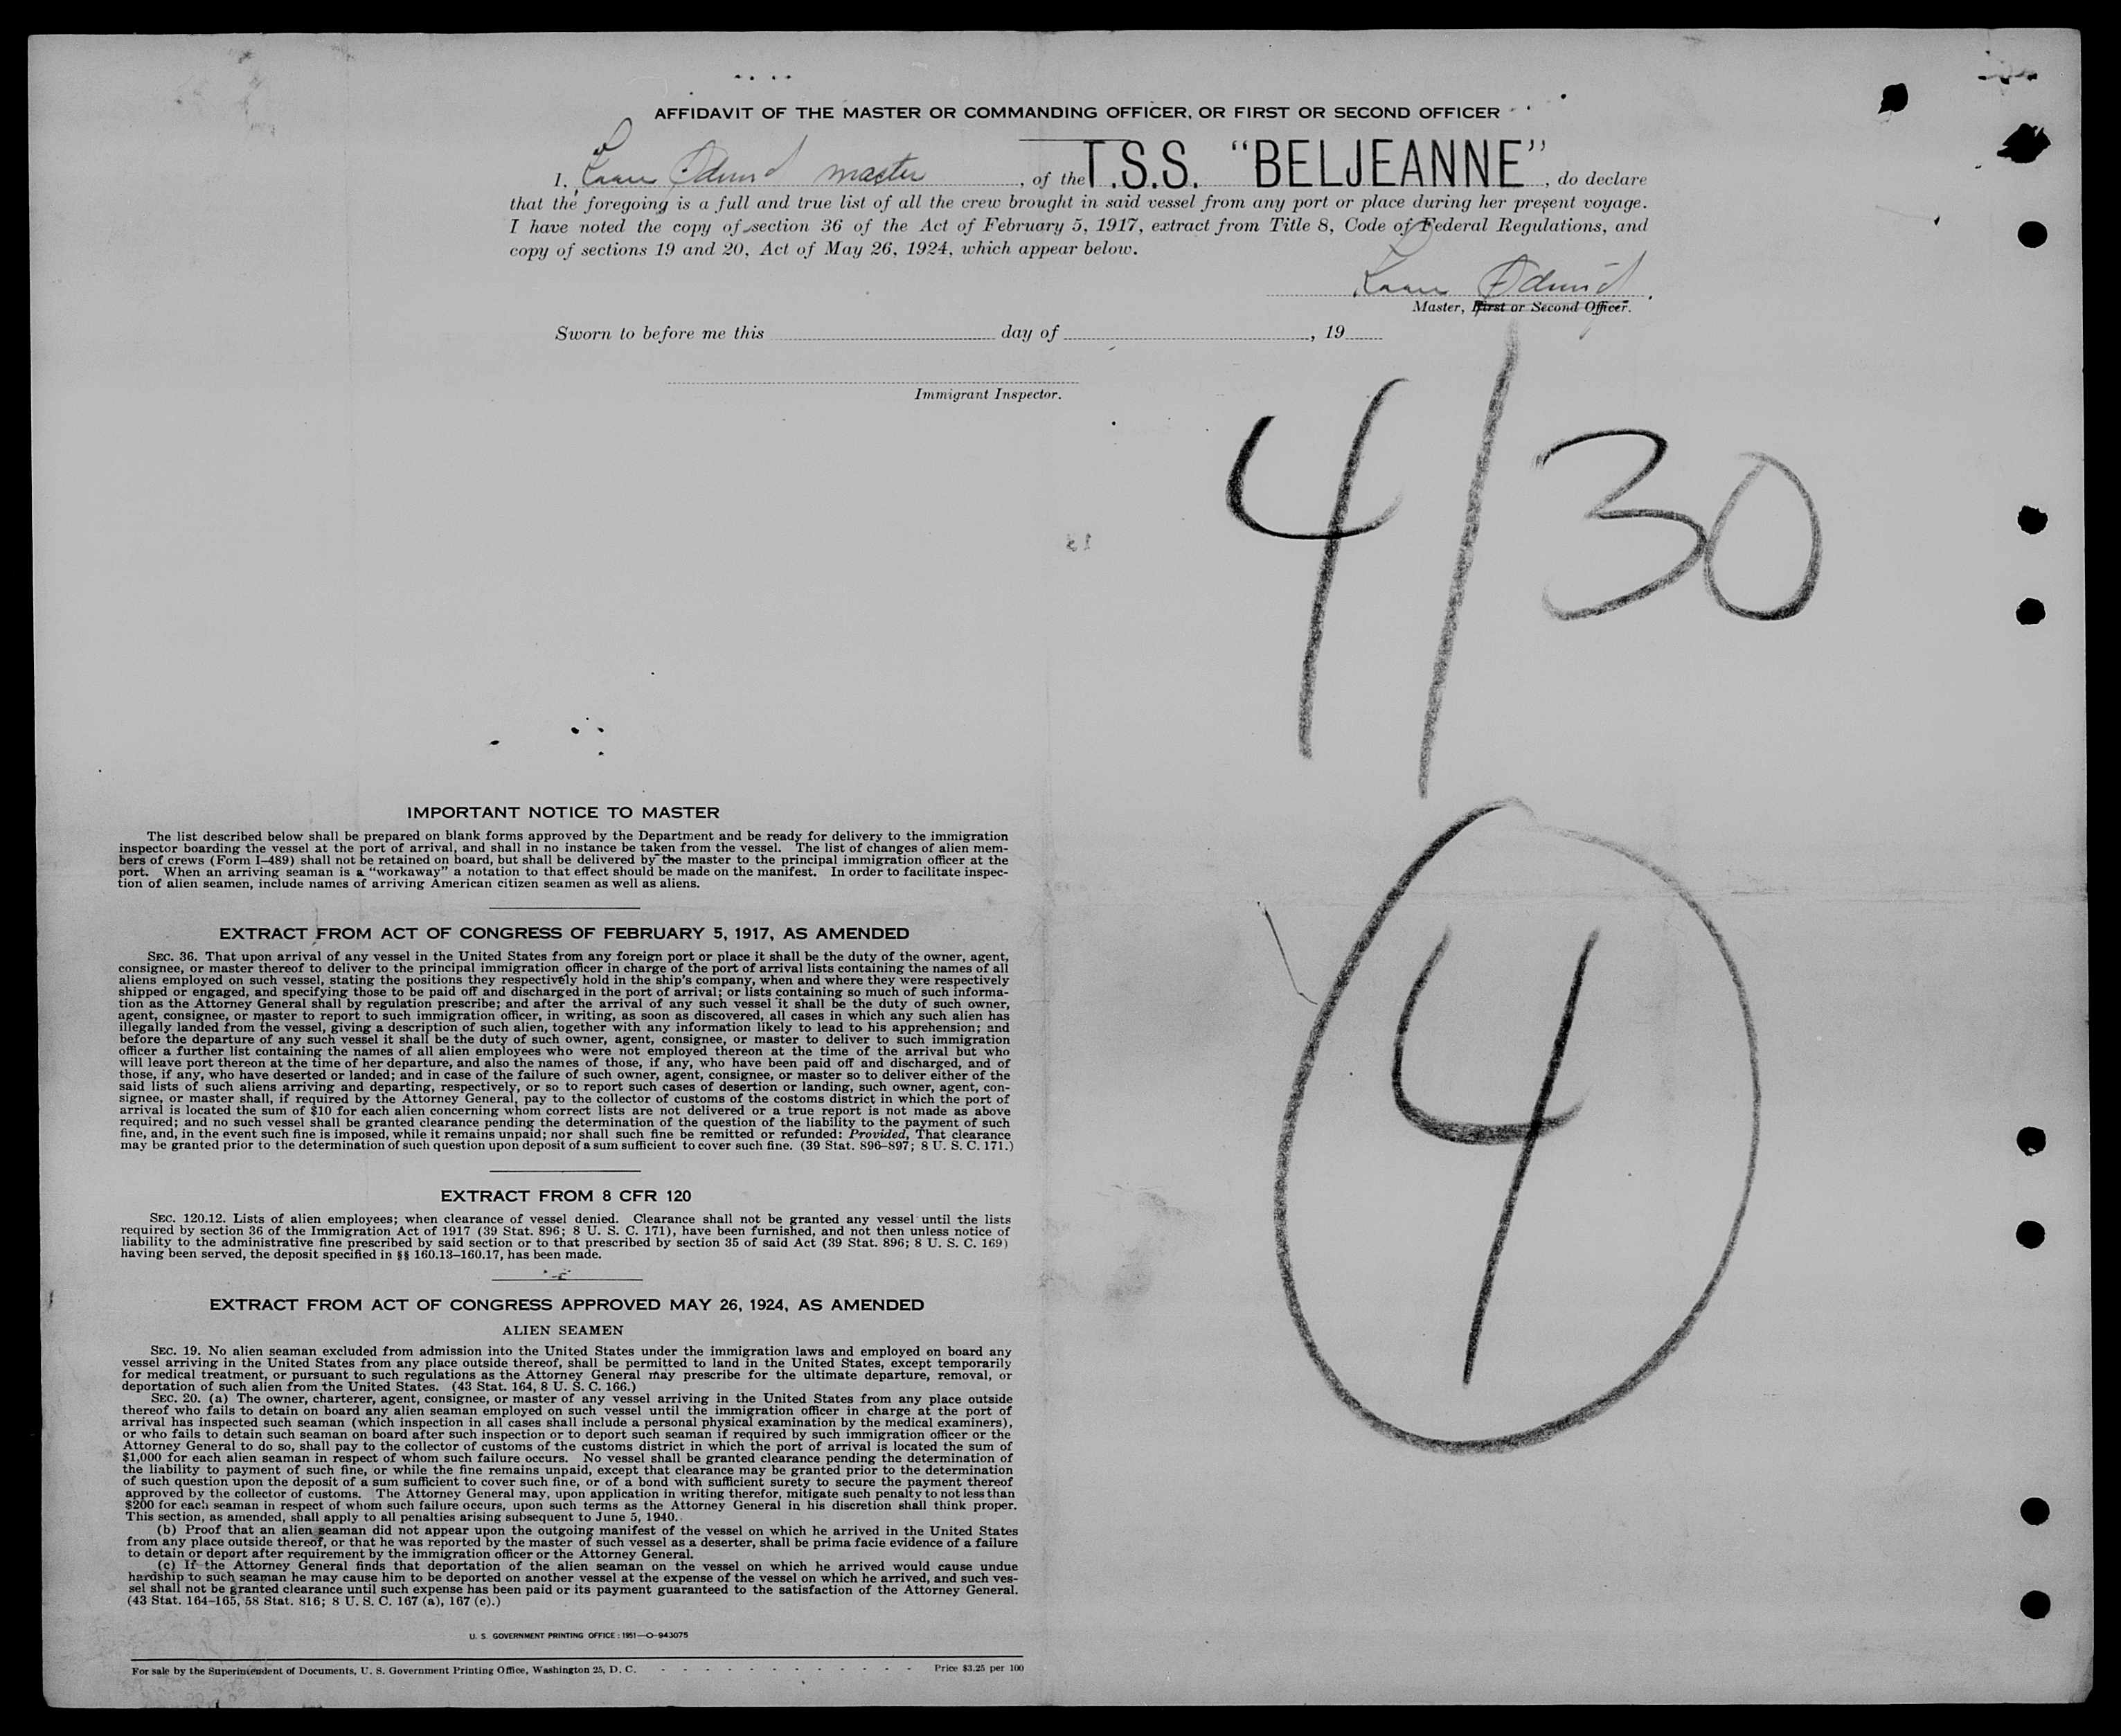 AFFIDAVIT OF THE MASTER OR COMMANDING OFFICER, OR FIRST OR SECOND OFFICER
I, master, of the T.S.S. "BELJEANNE", do declare
that the foregoing is a full and true list of all the crew brought in said vessel from any port or place during her present voyage.
I have noted the copy of section 36 of the Act of February 5, 1917, extract from Title 8, Code of Federal Regulations, and
copy of sections 19 and 20, Act of May 26, 1924, which appear below.
Master, First or Second Officer.
Sworn to before me this day of , 19
Immigrant Inspector.
4/30
4
IMPORTANT NOTICE TO MASTER
The list described below shall be prepared on blank forms approved by the Department and be ready for delivery to the immigration
inspector boarding the vessel at the port of arrival, and shall in no instance be taken from the vessel. The list of changes of alien mem-
bers of crews (Form I-489) shall not be retained on board, but shall be delivered by the master to the principal immigration officer at the
port. When an arriving seaman is a "workaway" a notation to that effect should be made on the manifest. In order to facilitate inspec-
tion of alien seamen, include names of arriving American citizen seamen as well as aliens.
EXTRACT FROM ACT OF CONGRESS OF FEBRUARY 5, 1917, AS AMENDED
SEC. 36. That upon arrival of any vessel in the United States from any foreign port or place it shall be the duty of the owner, agent,
consignee, or master thereof to deliver to the principal immigration officer in charge of the port of arrival lists containing the names of all
aliens employed on such vessel, stating the positions they respectively hold in the ship's company, when and where they were respectively
shipped or engaged, and specifying those to be paid off and discharged in the port of arrival; or lists containing so much of such informa-
tion as the Attorney General shall by regulation prescribe; and after the arrival of any such vessel it shall be the duty of such owner,
agent, consignee, or master to report to such immigration officer, in writing, as soon as discovered, all cases in which any such alien has
illegally landed from the vessel, giving a description of such alien, together with any information likely to lead to his apprehension; and
before the departure of any such vessel it shall be the duty of such owner, agent, consignee, or master to deliver to such immigration
officer a further list containing the names of all alien employees who were not employed thereon at the time of the arrival but who
will leave port thereon at the time of her departure, and also the names of those, if any, who have been paid off and discharged, and of
those, if any, who have deserted or landed; and in case of the failure of such owner, agent, consignee, or master so to deliver either of the
said lists of such aliens arriving and departing, respectively, or so to report such cases of desertion or landing, such owner, agent, con-
signee, or master shall, if required by the Attorney General, pay to the collector of customs of the costoms district in which the port of
arrival is located the sum of $10 for each alien concerning whom correct lists are not delivered or a true report is not made as above
required; and no such vessel shall be granted clearance pending the determination of the question of the liability to the payment of such
fine, and, in the event such fine is imposed, while it remains unpaid; nor shall such fine be remitted or refunded: Provided, That clearance
may be granted prior to the determination of such question upon deposit of a sum sufficient to cover such fine. (39 Stat. 896-897; 8 U. S. C. 171.)
EXTRACT FROM 8 CFR 120
SEC. 120.12. Lists of alien employees; when clearance of vessel denied. Clearance shall not be granted any vessel until the lists
required by section 36 of the Immigration Act of 1917 (39 Stat. 896; 8 U. S. C. 171), have been furnished, and not then unless notice of
liability to the administrative fine prescribed by said section or to that prescribed by section 35 of said Act (39 Stat. 896; 8 U. S. C. 169)
having been served, the deposit specified in §§ 160.13-160.17, has been made.
EXTRACT FROM ACT OF CONGRESS APPROVED MAY 26, 1924, AS AMENDED
ALIEN SEAMEN
SEC. 19. No alien seaman excluded from admission into the United States under the immigration laws and employed on board any
vessel arriving in the United States from any place outside thereof, shall be permitted to land in the United States, except temporarily
for medical treatment, or pursuant to such regulations as the Attorney General may prescribe for the ultimate departure, removal, or
deportation of such alien from the United States. (43 Stat. 164, 8 U. S. C. 166.)
SEC. 20. (a) The owner, charterer, agent, consignee, or master of any vessel arriving in the United States from any place outside
thereof who fails to detain on board any alien seaman employed on such vessel until the immigration officer in charge at the port of
arrival has inspected such seaman (which inspection in all cases shall include a personal physical examination by the medical examiners),
or who fails to detain such seaman on board after such inspection or to deport such seaman if required by such immigration officer or the
Attorney General to do so, shall pay to the collector of customs of the customs district in which the port of arrival is located the sum of
$1,000 for each alien seaman in respect of whom such failure occurs. No vessel shall be granted clearance pending the determination of
the liability to payment of such fine, or while the fine remains unpaid, except that clearance may be granted prior to the determination
of such question upon the deposit of a sum sufficient to cover such fine, or of a bond with sufficient surety to secure the payment thereof
approved by the collector of customs. The Attorney General may, upon application in writing therefor, mitigate such penalty to not less than
$200 for each seaman in respect of whom such failure occurs, upon such terms as the Attorney General in his discretion shall think proper.
This section, as amended, shall apply to all penalties arising subsequent to June 5, 1940.
(b) Proof that an alien seaman did not appear upon the outgoing manifest of the vessel on which he arrived in the United States
from any place outside thereof, or that he was reported by the master of such vessel as a deserter, shall be prima facie evidence of a failure
to detain or deport after requirement by the immigration officer or the Attorney General.
(c) If the Attorney General finds that deportation of the alien seaman on the vessel on which he arrived would cause undue
hardship to such seaman he may cause him to be deported on another vessel at the expense of the vessel on which he arrived, and such ves-
sel shall not be granted clearance until such expense has been paid or its payment guaranteed to the satisfaction of the Attorney General.
(43 Stat. 164-165, 58 Stat. 816; 8 U. S. C. 167 (a), 167 (c).)
U. S. GOVERNMENT PRINTING OFFICE : 1951—O-943075
For sale by the Superintendent of Documents, U. S. Government Printing Office, Washington 25, D. C. - - - - - - - - - - - Price $3.25 per 100